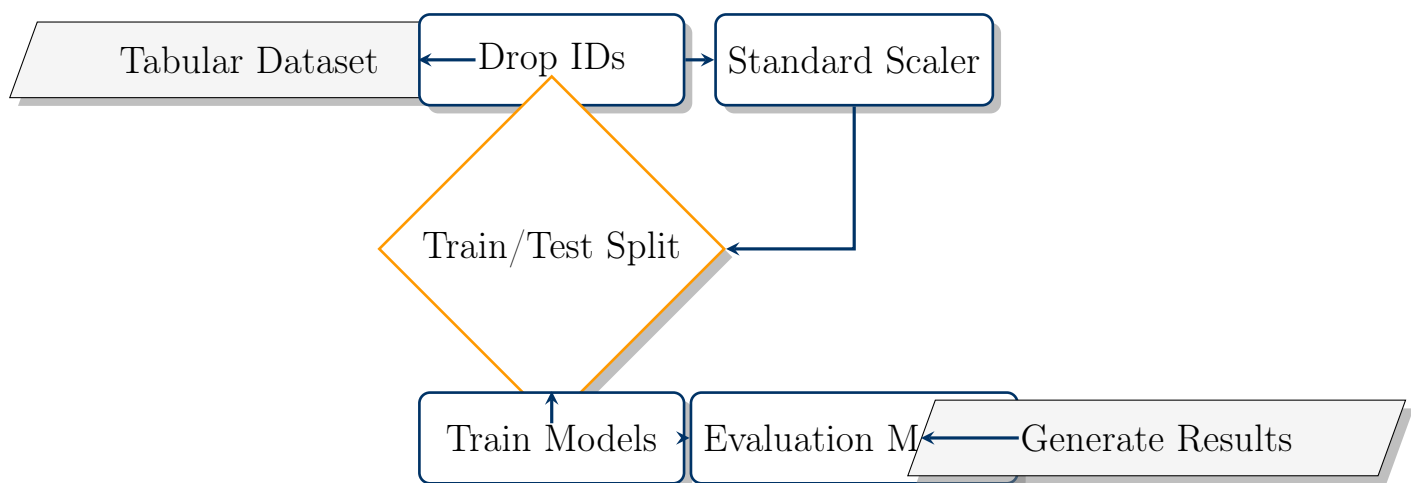 Tabular Dataset
Drop IDs
Standard Scaler
Train/Test Split
Train Models
Evaluation M
Generate Results